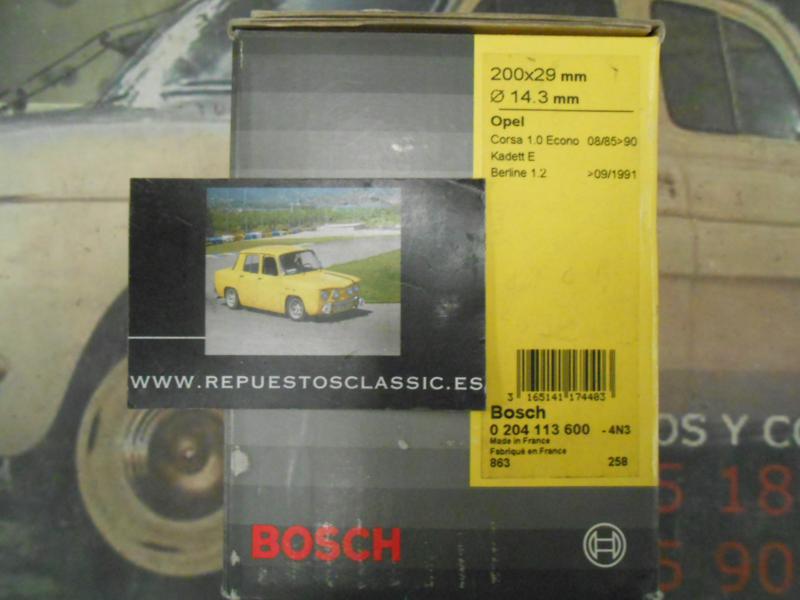 200x29 mm
Ø 14.3 mm
Opel
Corsa 1.0 Econo 08/85>90
Kadett E
Berline 1.2 >09/1991
WWW.REPUESTOSCLASSIC.ES
3 165141 174403
Bosch
0 204 113 600 - 4N3
Made in France
Fabriqué en France
863 258
BOSCH
OS Y CO
5 18
5 90